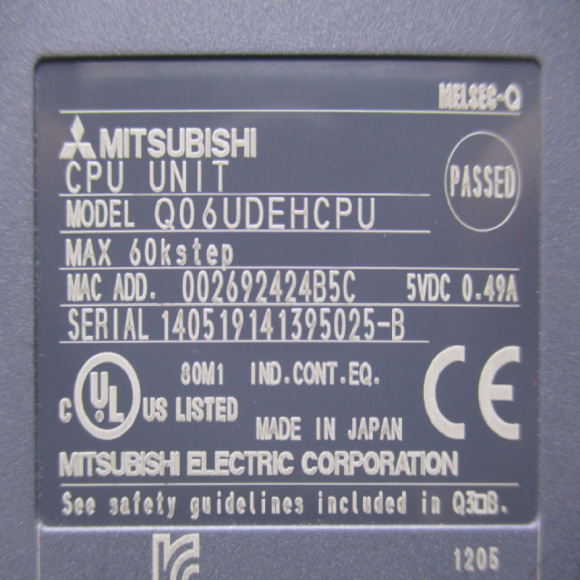 MELSEC-Q
MITSUBISHI
CPU UNIT
PASSED
MODEL Q06UDEHCPU
MAX 60kstep
MAC ADD. 002692424B5C 5VDC 0.49A
SERIAL 140519141395025-B
80M1 IND.CONT.EQ.
C UL US LISTED
CE
MADE IN JAPAN
MITSUBISHI ELECTRIC CORPORATION
See safety guidelines included in Q3□B.
1205